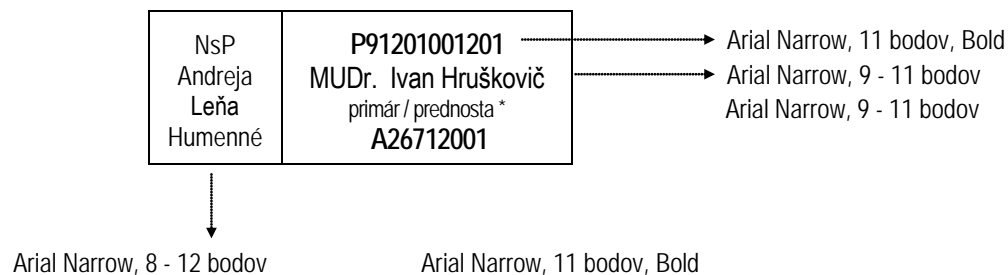 NsP
Andreja
Leňa
Humenné
P91201001201
MUDr. Ivan Hruškovič
primár / prednosta *
A26712001
Arial Narrow, 11 bodov, Bold
Arial Narrow, 9 - 11 bodov
Arial Narrow, 9 - 11 bodov
Arial Narrow, 8 - 12 bodov
Arial Narrow, 11 bodov, Bold